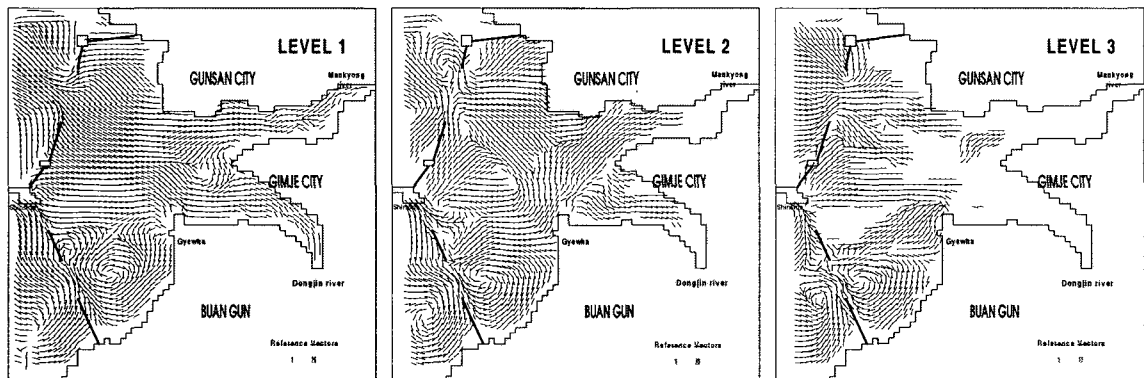 LEVEL 1
GUNSAN CITY
Mankyong
river
GIMJE CITY
Gyewha
Dongjin river
BUAN GUN
Reference Vectors
LEVEL 2
GUNSAN CITY
Mankyong
river
GIMJE CITY
Gyewha
Dongjin river
BUAN GUN
Reference Vectors
LEVEL 3
GUNSAN CITY
Mankyong
river
GIMJE CITY
Gyewha
Dongjin river
BUAN GUN
Reference Vectors